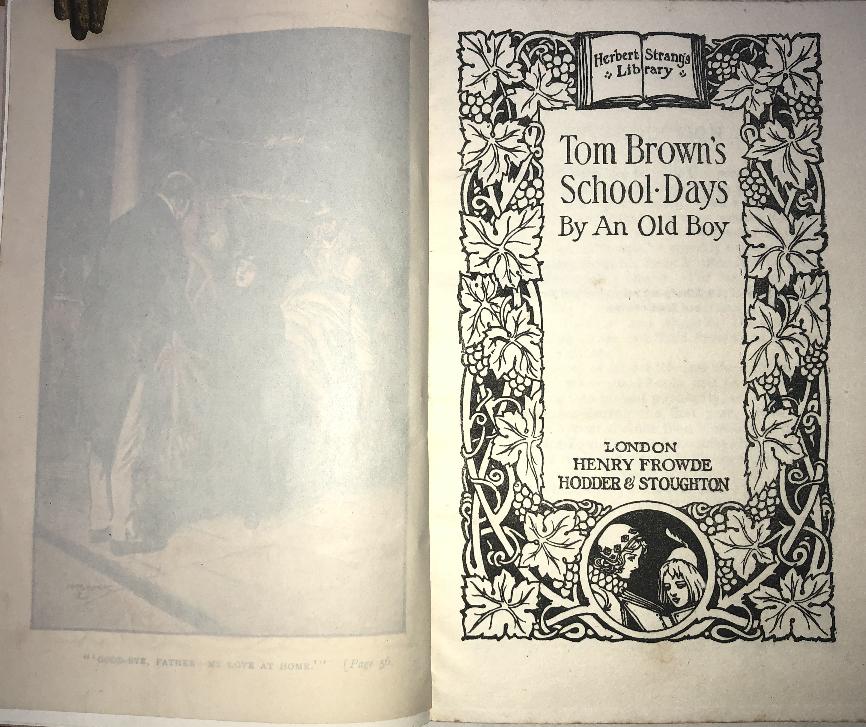 "'GOOD-BYE, FATHER—MY LOVE AT HOME.'" [Page 56.
Herbert Strang's
Library
Tom Brown's
School·Days
By An Old Boy
LONDON
HENRY FROWDE
HODDER & STOUGHTON